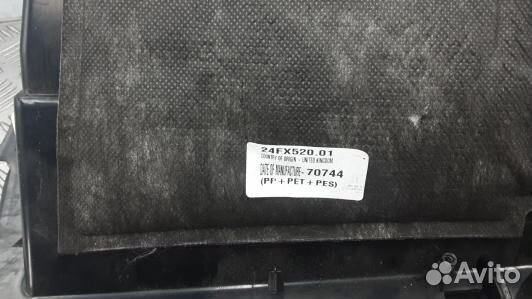 24FX520.01
COUNTRY OF ORIGIN - UNITED KINGDOM
DATE OF MANUFACTURE- 70744
(PP + PET + PES)
Avito